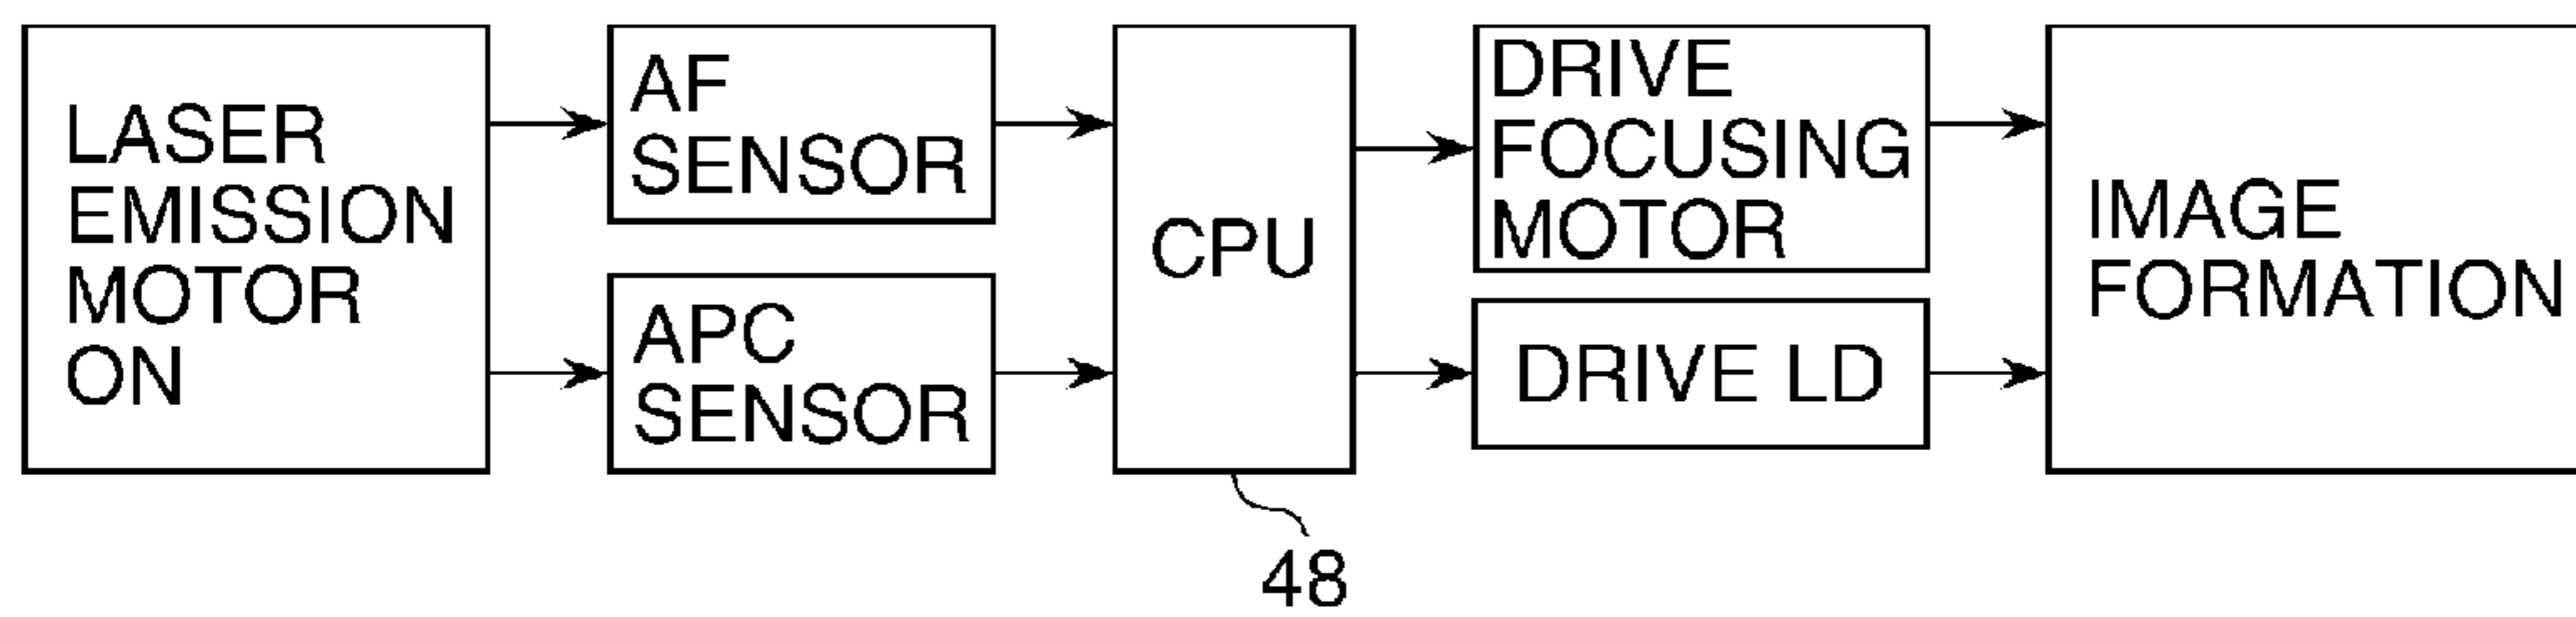 LASER
EMISSION
MOTOR
ON
AF
SENSOR
APC
SENSOR
CPU
DRIVE
FOCUSING
MOTOR
DRIVE LD
IMAGE
FORMATION
48